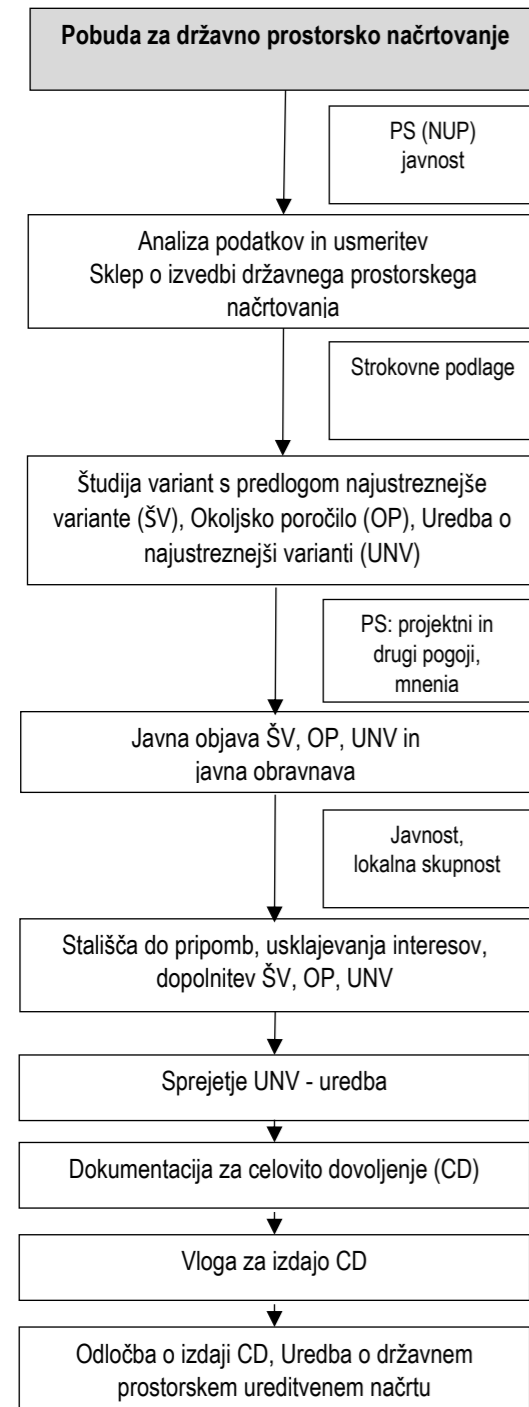 Pobuda za državno prostorsko načrtovanje
PS (NUP)
javnost
Analiza podatkov in usmeritev
Sklep o izvedbi državnega prostorskega
načrtovanja
Strokovne podlage
Študija variant s predlogom najustreznejše
variante (ŠV), Okoljsko poročilo (OP), Uredba o
najustreznejši varianti (UNV)
PS: projektni in
drugi pogoji,
mnenja
Javna objava ŠV, OP, UNV in
javna obravnava
Javnost,
lokalna skupnost
Stališča do pripomb, usklajevanja interesov,
dopolnitev ŠV, OP, UNV
Sprejetje UNV - uredba
Dokumentacija za celovito dovoljenje (CD)
Vloga za izdajo CD
Odločba o izdaji CD, Uredba o državnem
prostorskem ureditvenem načrtu